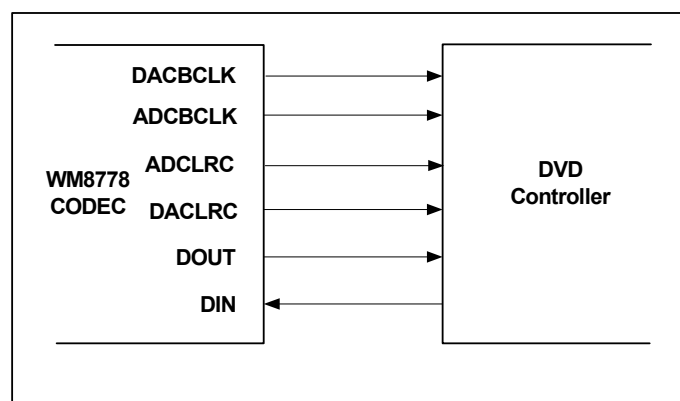 DACBCLK
ADCBCLK
ADCLRC
WM8778
CODEC
DACLRC
DOUT
DIN
DVD
Controller